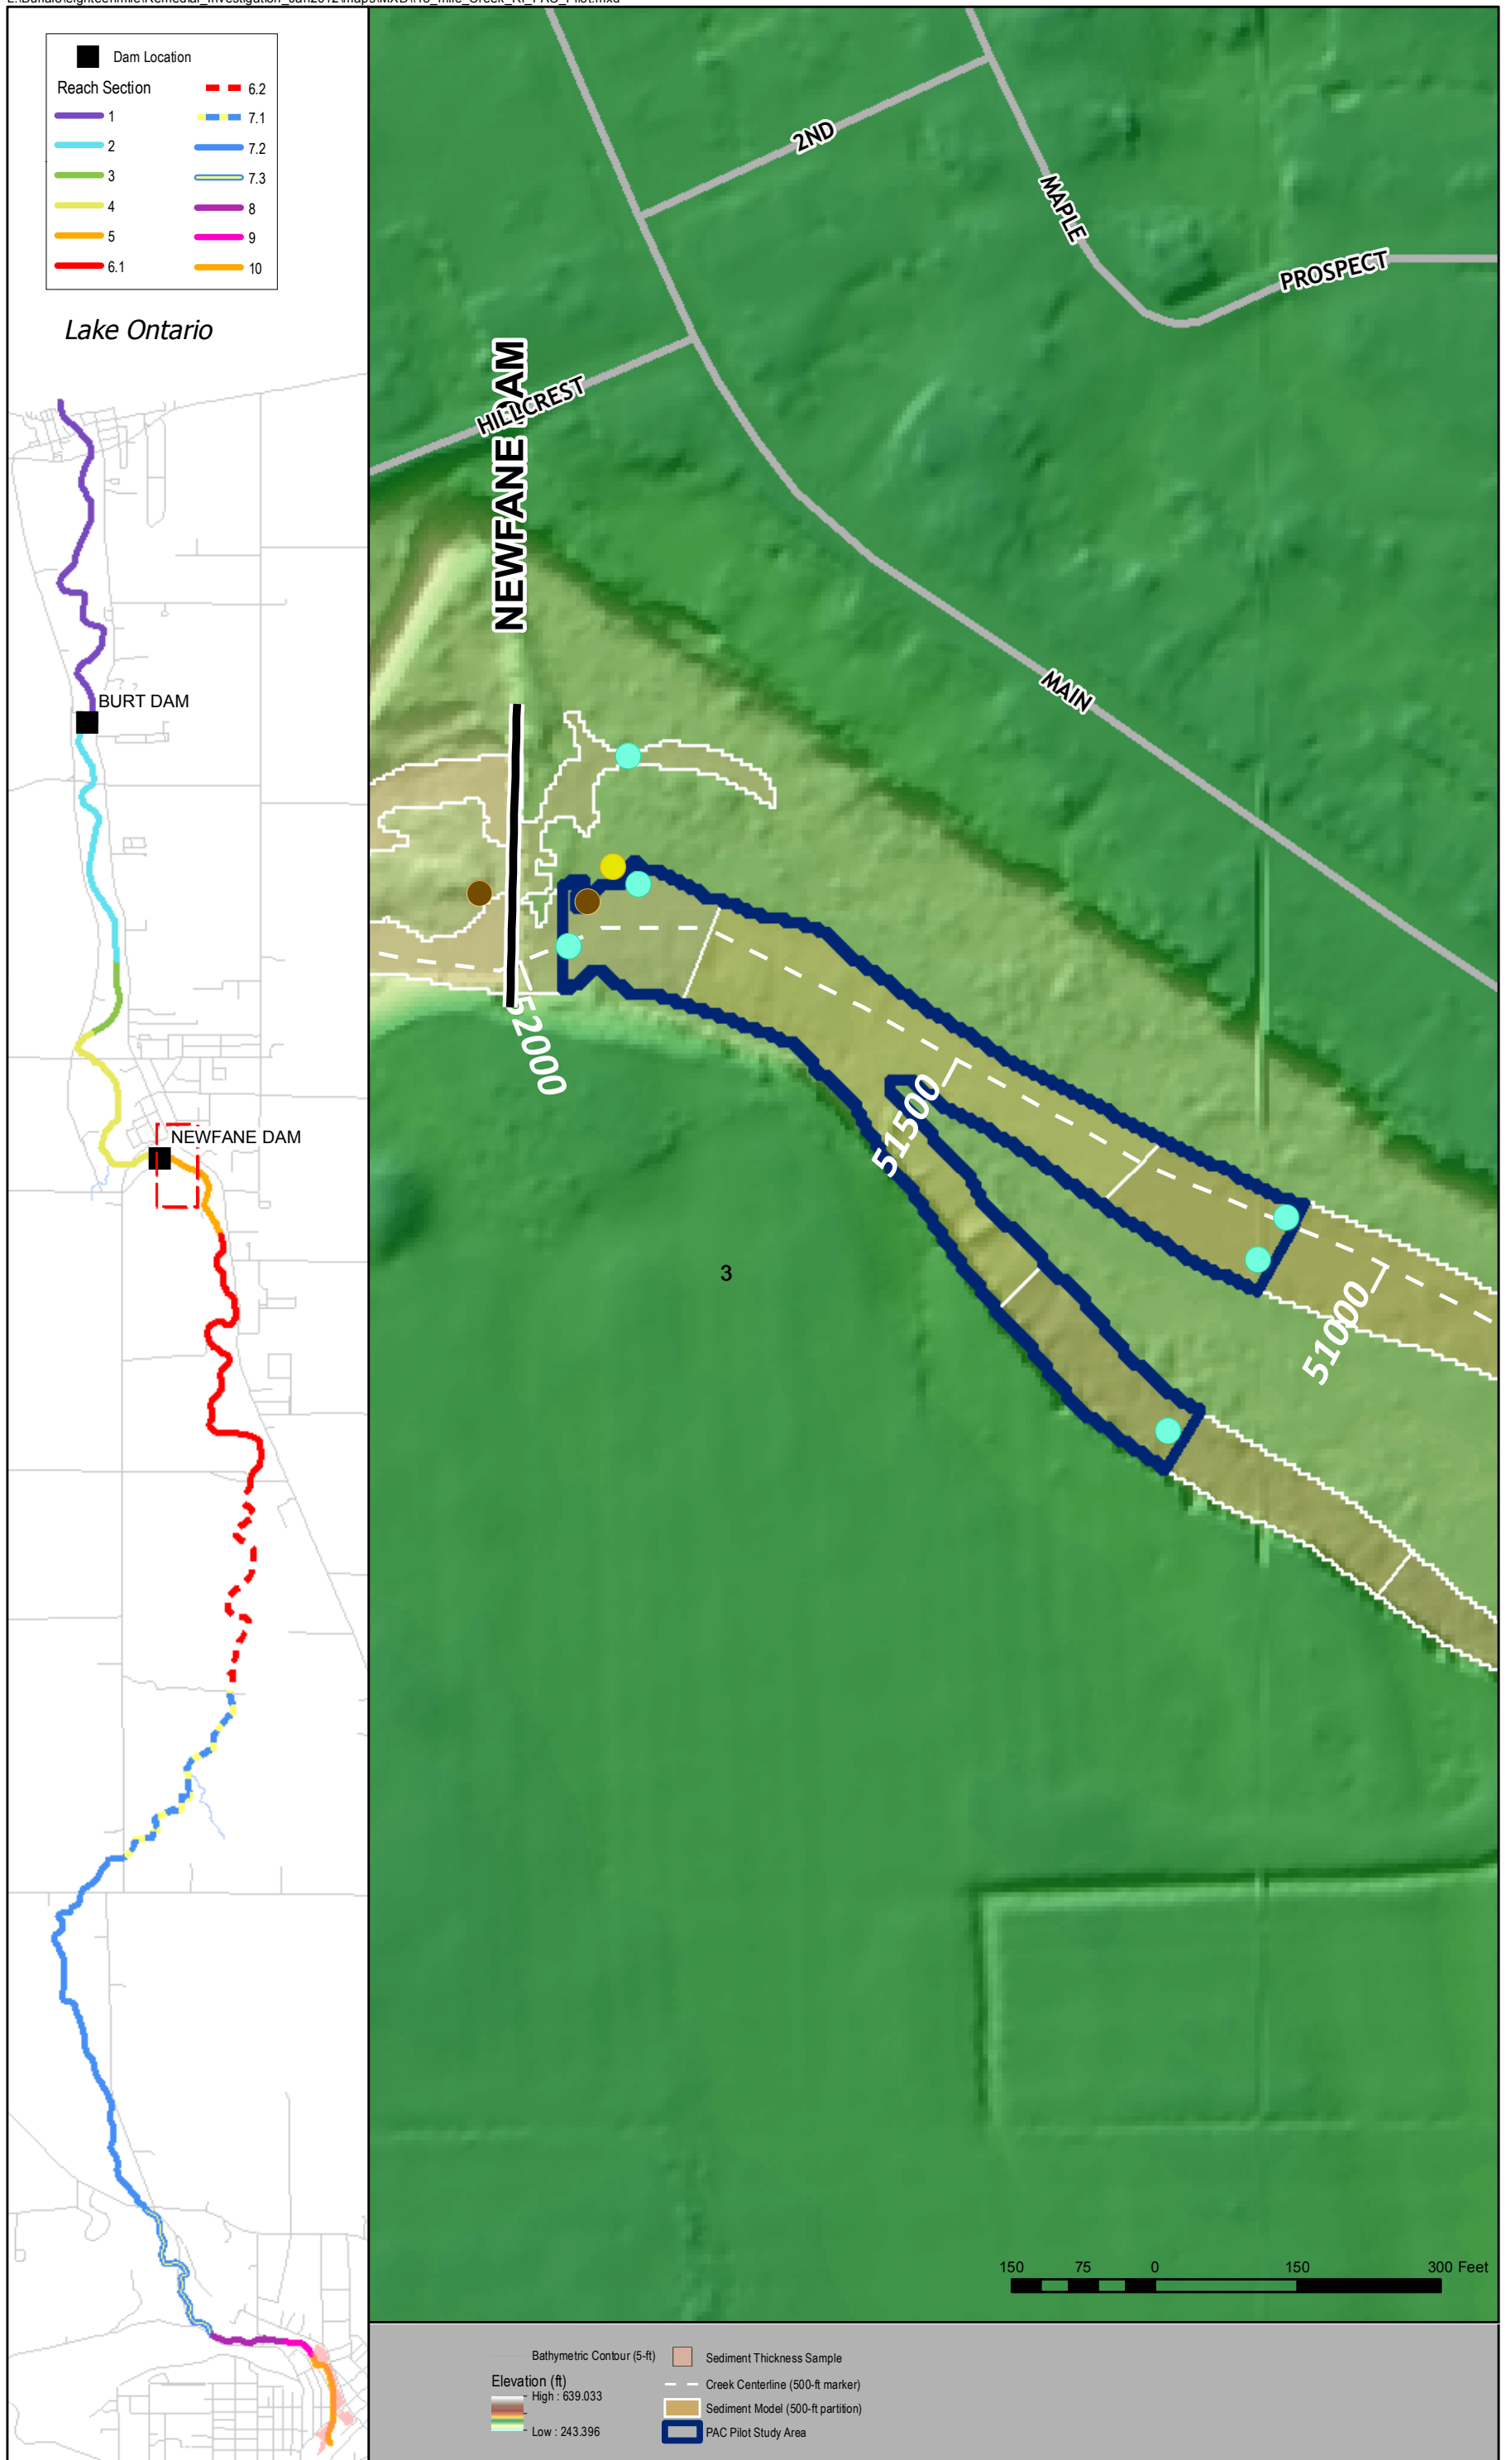 Dam Location
Reach Section
1
2
3
4
5
6.1
6.2
7.1
7.2
7.3
8
9
10
Lake Ontario
BURT DAM
NEWFANE DAM
2ND
MAPLE
PROSPECT
HILLCREST
NEWFANE DAM
MAIN
52000
51500
51000
3
150 75 0 150 300 Feet
Bathymetric Contour (5-ft)
Elevation (ft)
High : 639.033
Low : 243.396
Sediment Thickness Sample
Creek Centerline (500-ft marker)
Sediment Model (500-ft partition)
PAC Pilot Study Area